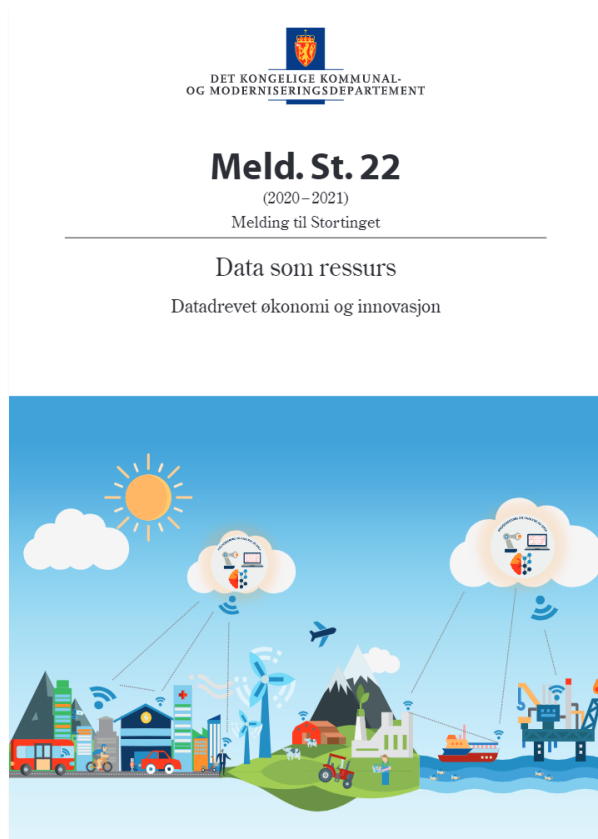 DET KONGELIGE KOMMUNAL-
OG MODERNISERINGSDEPARTEMENT
Meld. St. 22
(2020–2021)
Melding til Stortinget
Data som ressurs
Datadrevet økonomi og innovasjon